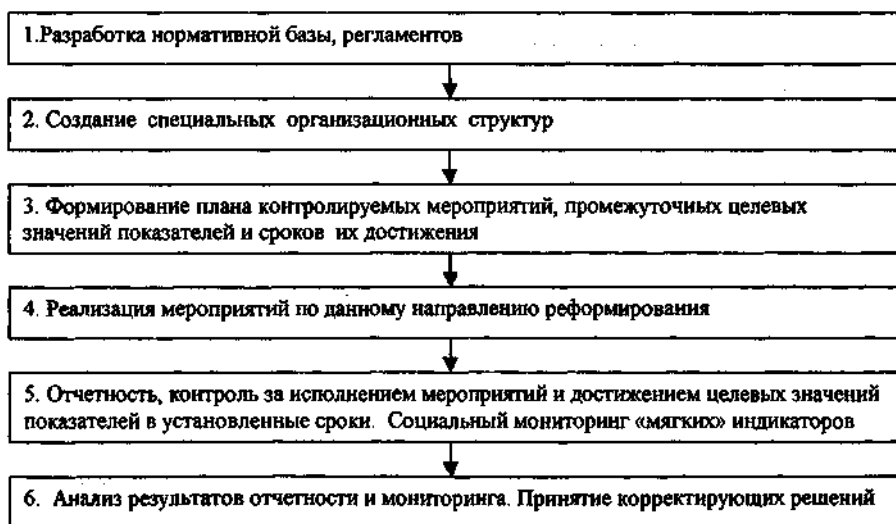 1.Разработка нормативной базы, регламентов
2. Создание специальных организационных структур
3. Формирование плана контролируемых мероприятий, промежуточных целевых
значений показателей и сроков их достижения
4. Реализация мероприятий по данному направлению реформирования
5. Отчетность, контроль за исполнением мероприятий и достижением целевых значений
показателей в установленные сроки. Социальный мониторинг «мягких» индикаторов
6. Анализ результатов отчетности и мониторинга. Принятие корректирующих решений